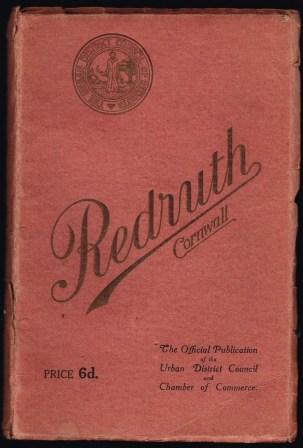 Redruth
Cornwall
The Official Publication
of the
Urban District Council
and
Chamber of Commerce.
PRICE 6d.